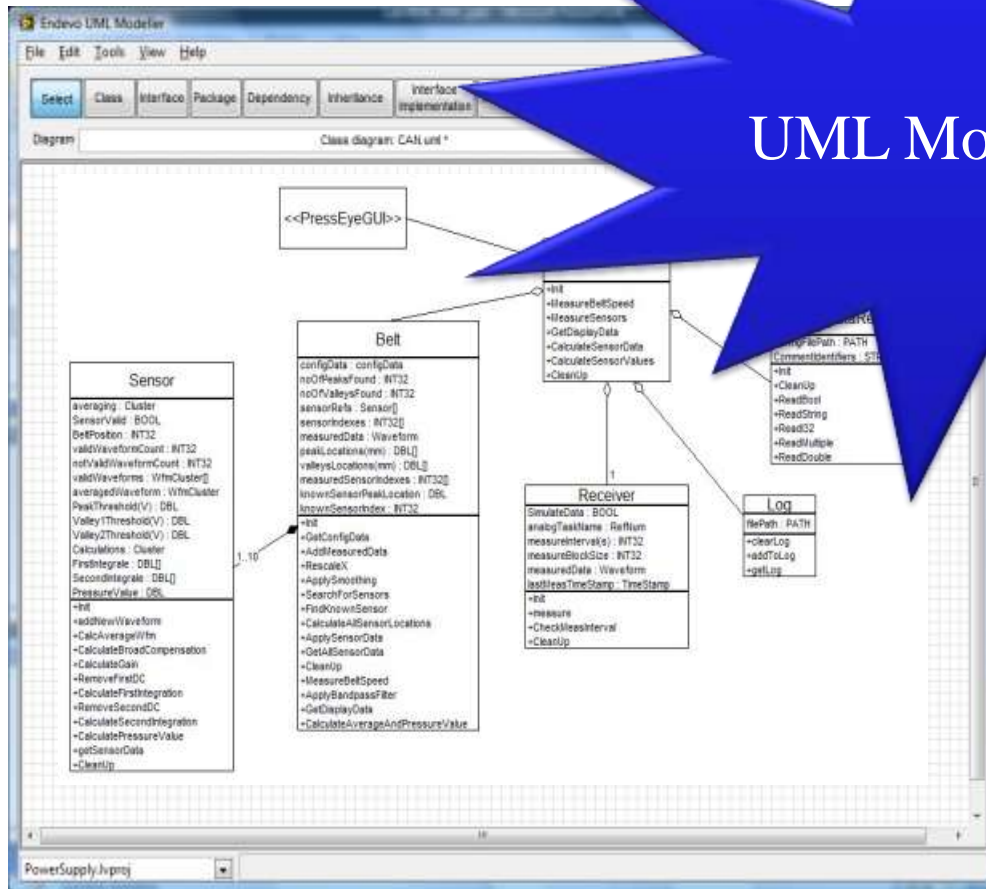 Endevo UML Modeller
File Edit Tools View Help
Select Class Interface Package Dependency Inheritance Interface Implementation
Diagram Class diagram: CAN.uml *
UML Mo
<<PressEyeGUI>>
+Init
+MeasureBeltSpeed
+MeasureSensors
+GetDisplayData
+CalculateSensorData
+CalculateSensorValues
+CleanUp
FilePath : PATH
CommentIdentifiers : STR
+Init
+CleanUp
+ReadBool
+ReadString
+ReadI32
+ReadMultiple
+ReadDouble
Belt
configData : configData
noOfPeaksFound : INT32
noOfValleysFound : INT32
sensorRefs : Sensor[]
sensorIndexes : INT32[]
measuredData : Waveform
peakLocations(mm) : DBL[]
valleysLocations(mm) : DBL[]
measuredSensorIndexes : INT32[]
knownSensorPeakLocation : DBL
knownSensorIndex : INT32
+Init
+GetConfigData
+AddMeasuredData
+RescaleX
+ApplySmoothing
+SearchForSensors
+FindKnownSensor
+CalculateAllSensorLocations
+ApplySensorData
+GetAllSensorData
+CleanUp
+MeasureBeltSpeed
+ApplyBandpassFilter
+GetDisplayData
+CalculateAverageAndPressureValue
Sensor
averaging : Cluster
SensorValid : BOOL
BeltPosition : INT32
validWaveformCount : INT32
notValidWaveformCount : INT32
validWaveforms : WfmCluster[]
averagedWaveform : WfmCluster
PeakThreshold(V) : DBL
Valley1Threshold(V) : DBL
Valley2Threshold(V) : DBL
Calculations : Cluster
FirstIntegrale : DBL[]
SecondIntegrale : DBL[]
PressureValue : DBL
+Init
+addNewWaveform
+CalcAverageWfm
+CalculateBroadCompensation
+CalculateGain
+RemoveFirstDC
+CalculateFirstIntegration
+RemoveSecondDC
+CalculateSecondIntegration
+CalculatePressureValue
+getSensorData
+CleanUp
1..10
1
Receiver
SimulateData : BOOL
analogTaskName : RefNum
measureInterval(s) : INT32
measureBlockSize : INT32
measuredData : Waveform
lastMeasTimeStamp : TimeStamp
+Init
+measure
+CheckMeasInterval
+CleanUp
Log
filePath : PATH
+clearLog
+addToLog
+getLog
PowerSupply.lvproj